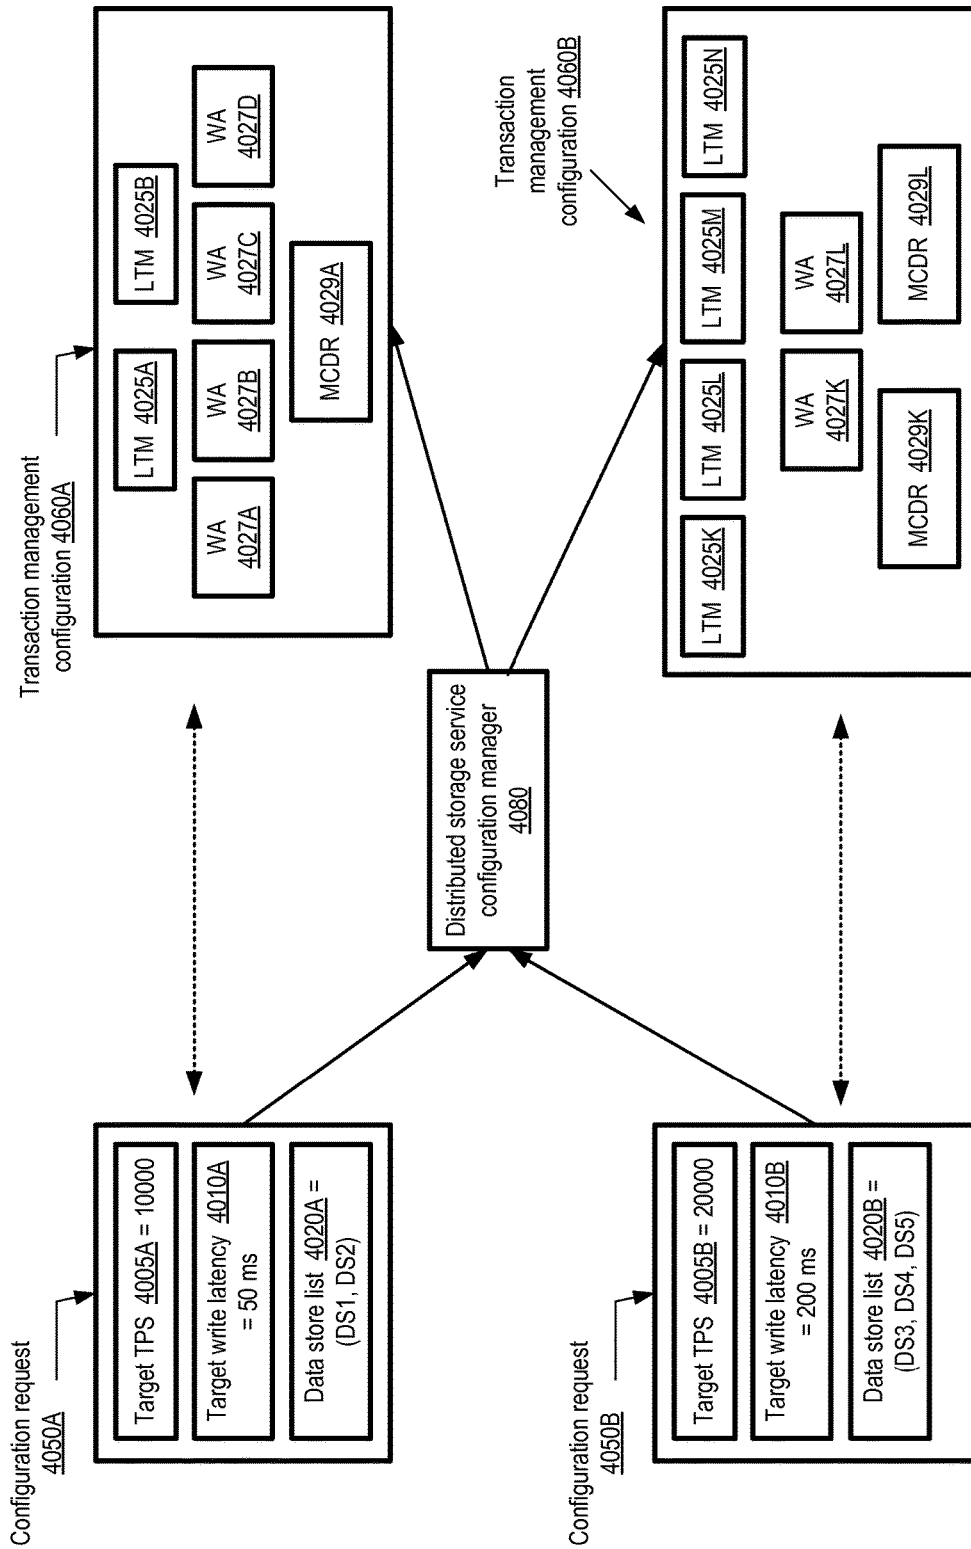 Configuration request
4050A
Target TPS 4005A = 10000
Target write latency 4010A
= 50 ms
Data store list 4020A =
(DS1, DS2)
Configuration request
4050B
Target TPS 4005B = 20000
Target write latency 4010B
= 200 ms
Data store list 4020B =
(DS3, DS4, DS5)
Distributed storage service
configuration manager
4080
Transaction management
configuration 4060A
LTM 4025A
LTM 4025B
WA
4027A
WA
4027B
WA
4027C
WA
4027D
MCDR 4029A
Transaction
management
configuration 4060B
LTM 4025K
LTM 4025L
LTM 4025M
LTM 4025N
WA
4027K
WA
4027L
MCDR 4029K
MCDR 4029L